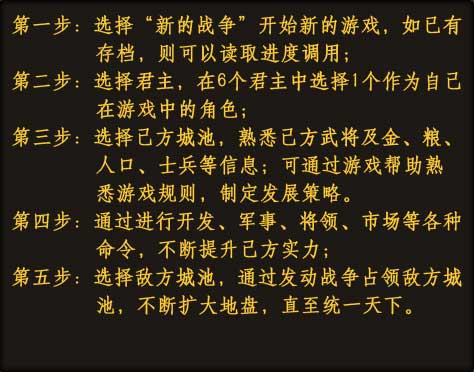 第一步：选择“新的战争”开始新的游戏，如已有
存档，则可以读取进度调用；
第二步：选择君主，在6个君主中选择1个作为自己
在游戏中的角色；
第三步：选择己方城池，熟悉己方武将及金、粮、
人口、士兵等信息；可通过游戏帮助熟
悉游戏规则，制定发展策略。
第四步：通过进行开发、军事、将领、市场等各种
命令，不断提升己方实力；
第五步：选择敌方城池，通过发动战争占领敌方城
池，不断扩大地盘，直至统一天下。